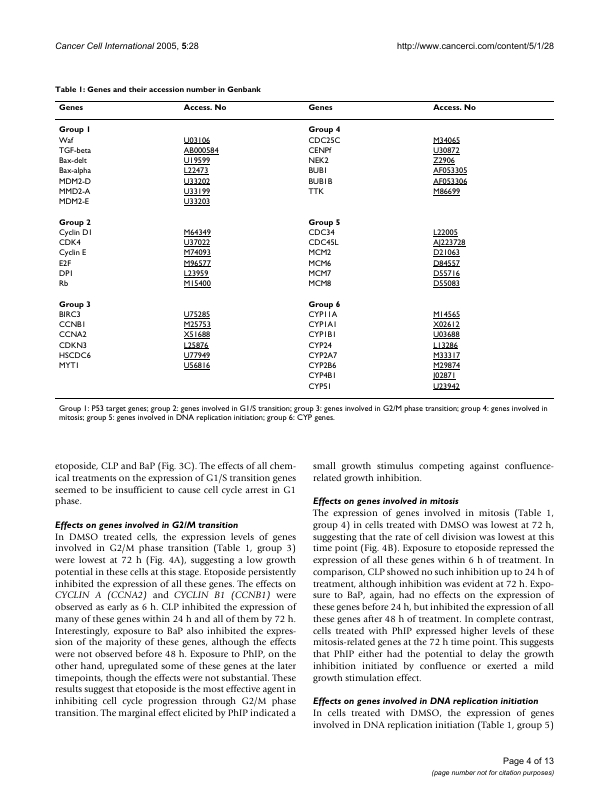 Cancer Cell International 2005, 5:28
http://www.cancerci.com/content/5/1/28
Table 1: Genes and their accession number in Genbank
Genes Access. No Genes Access. No
Group 1 Group 4
Waf U03106 CDC25C M34065
TGF-beta AB000584 CENPf U30872
Bax-delt U19599 NEK2 Z2906
Bax-alpha L22473 BUB1 AF053305
MDM2-D U33202 BUB1B AF053306
MMD2-A U33199 TTK M86699
MDM2-E U33203
Group 2 Group 5
Cyclin D1 M64349 CDC34 L22005
CDK4 U37022 CDC45L AJ223728
Cyclin E M74093 MCM2 D21063
E2F M96577 MCM6 D84557
DP1 L23959 MCM7 D55716
Rb M15400 MCM8 D55083
Group 3 Group 6
BIRC3 U75285 CYP11A M14565
CCNB1 M25753 CYP1A1 X02612
CCNA2 X51688 CYP1B1 U03688
CDKN3 L25876 CYP24 L13286
HSCDC6 U77949 CYP2A7 M33317
MYT1 U56816 CYP2B6 M29874
CYP4B1 J02871
CYP51 U23942
Group 1: P53 target genes; group 2: genes involved in G1/S transition; group 3: genes involved in G2/M phase transition; group 4: genes involved in
mitosis; group 5: genes involved in DNA replication initiation; group 6: CYP genes.
etoposide, CLP and BaP (Fig. 3C). The effects of all chem-
ical treatments on the expression of G1/S transition genes
seemed to be insufficient to cause cell cycle arrest in G1
phase.
Effects on genes involved in G2/M transition
In DMSO treated cells, the expression levels of genes
involved in G2/M phase transition (Table 1, group 3)
were lowest at 72 h (Fig. 4A), suggesting a low growth
potential in these cells at this stage. Etoposide persistently
inhibited the expression of all these genes. The effects on
CYCLIN A (CCNA2) and CYCLIN B1 (CCNB1) were
observed as early as 6 h. CLP inhibited the expression of
many of these genes within 24 h and all of them by 72 h.
Interestingly, exposure to BaP also inhibited the expres-
sion of the majority of these genes, although the effects
were not observed before 48 h. Exposure to PhIP, on the
other hand, upregulated some of these genes at the later
timepoints, though the effects were not substantial. These
results suggest that etoposide is the most effective agent in
inhibiting cell cycle progression through G2/M phase
transition. The marginal effect elicited by PhIP indicated a
small growth stimulus competing against confluence-
related growth inhibition.
Effects on genes involved in mitosis
The expression of genes involved in mitosis (Table 1,
group 4) in cells treated with DMSO was lowest at 72 h,
suggesting that the rate of cell division was lowest at this
time point (Fig. 4B). Exposure to etoposide repressed the
expression of all these genes within 6 h of treatment. In
comparison, CLP showed no such inhibition up to 24 h of
treatment, although inhibition was evident at 72 h. Expo-
sure to BaP, again, had no effects on the expression of
these genes before 24 h, but inhibited the expression of all
these genes after 48 h of treatment. In complete contrast,
cells treated with PhIP expressed higher levels of these
mitosis-related genes at the 72 h time point. This suggests
that PhIP either had the potential to delay the growth
inhibition initiated by confluence or exerted a mild
growth stimulation effect.
Effects on genes involved in DNA replication initiation
In cells treated with DMSO, the expression of genes
involved in DNA replication initiation (Table 1, group 5)
Page 4 of 13
(page number not for citation purposes)